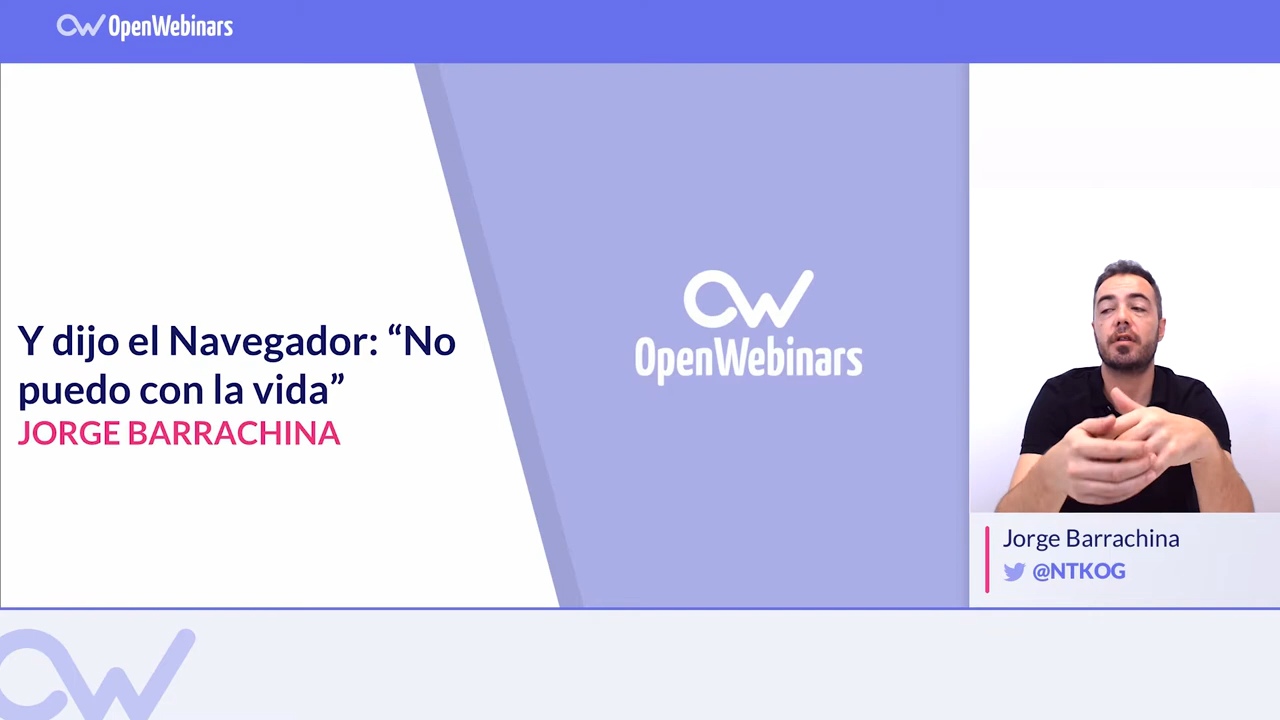 OpenWebinars
Y dijo el Navegador: “No
puedo con la vida”
JORGE BARRACHINA
OpenWebinars
Jorge Barrachina
@NTKOG